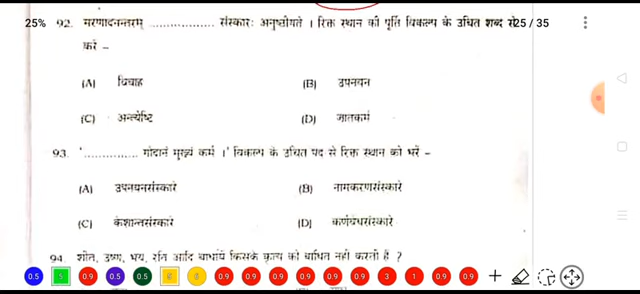 25% 92. मरणादनन्तरम् ................. संस्कारः अनुष्ठीयते । रिक्त स्थान की पूर्ति विकल्प के उचित शब्द से 25 / 35
करें –
(A) विवाह (B) उपनयन
(C) अन्त्येष्टि (D) जातकर्म
93. '.............. गोदानं मुख्यं कर्म ।' विकल्प के उचित पद से रिक्त स्थान को भरें –
(A) उपनयनसंस्कारे (B) नामकरणसंस्कारे
(C) केशान्तसंस्कारे (D) कर्णवेधसंस्कारे
94. शीत, उष्ण, भय, रति आदि बाधायें किसके कृत्य को बाधित नहीं करती हैं ?
0.5 5 0.9 0.5 0.5 0.9 0.9 0.9 0.9 0.9 0.9 3 1 0.9 0.9